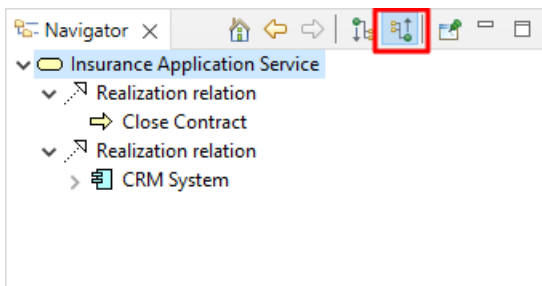 Navigator
Insurance Application Service
Realization relation
Close Contract
Realization relation
CRM System